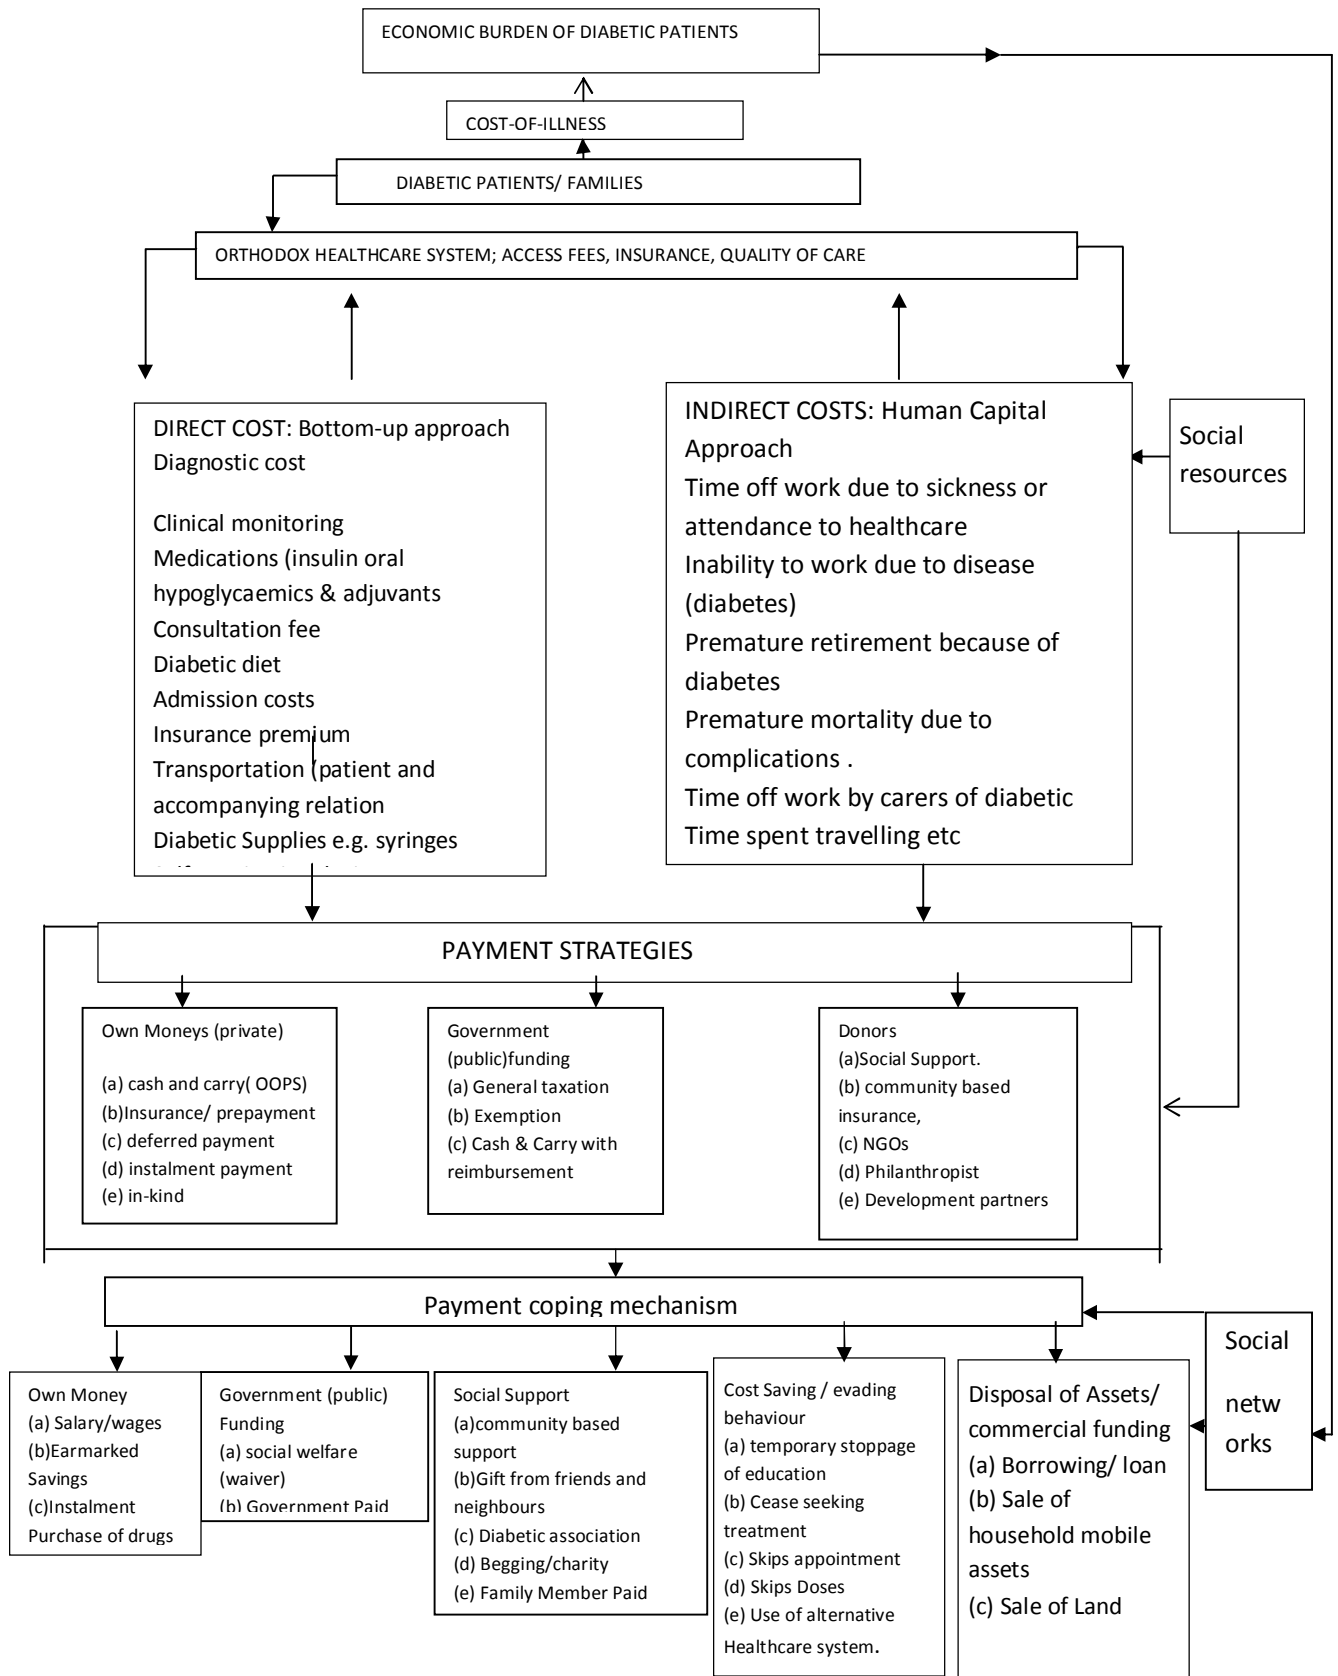 ECONOMIC BURDEN OF DIABETIC PATIENTS
COST-OF-ILLNESS
DIABETIC PATIENTS/ FAMILIES
ORTHODOX HEALTHCARE SYSTEM; ACCESS FEES, INSURANCE, QUALITY OF CARE
DIRECT COST: Bottom-up approach
Diagnostic cost
Clinical monitoring
Medications (insulin oral
hypoglycaemics & adjuvants
Consultation fee
Diabetic diet
Admission costs
Insurance premium
Transportation (patient and
accompanying relation
Diabetic Supplies e.g. syringes
INDIRECT COSTS: Human Capital
Approach
Time off work due to sickness or
attendance to healthcare
Inability to work due to disease
(diabetes)
Premature retirement because of
diabetes
Premature mortality due to
complications .
Time off work by carers of diabetic
Time spent travelling etc
Social
resources
PAYMENT STRATEGIES
Own Moneys (private)
(a) cash and carry( OOPS)
(b)Insurance/ prepayment
(c) deferred payment
(d) instalment payment
(e) in-kind
Government
(public)funding
(a) General taxation
(b) Exemption
(c) Cash & Carry with
reimbursement
Donors
(a)Social Support.
(b) community based
insurance,
(c) NGOs
(d) Philanthropist
(e) Development partners
Payment coping mechanism
Own Money
(a) Salary/wages
(b)Earmarked
Savings
(c)Instalment
Purchase of drugs
Government (public)
Funding
(a) social welfare
(waiver)
(b) Government Paid
Social Support
(a)community based
support
(b)Gift from friends and
neighbours
(c) Diabetic association
(d) Begging/charity
(e) Family Member Paid
Cost Saving / evading
behaviour
(a) temporary stoppage
of education
(b) Cease seeking
treatment
(c) Skips appointment
(d) Skips Doses
(e) Use of alternative
Healthcare system.
Disposal of Assets/
commercial funding
(a) Borrowing/ loan
(b) Sale of
household mobile
assets
(c) Sale of Land
Social
netw
orks